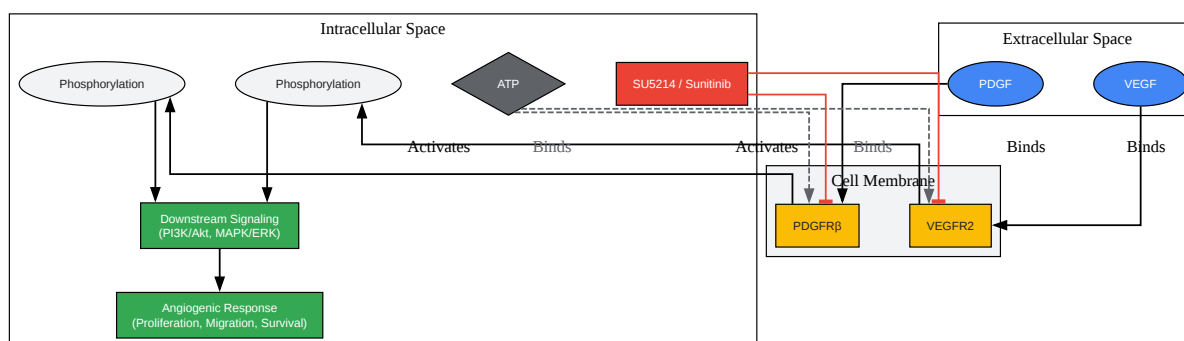 Intracellular Space
Extracellular Space
Phosphorylation
Phosphorylation
ATP
SU5214 / Sunitinib
PDGF
VEGF
Activates
Binds
Activates
Binds
Binds
Binds
Cell Membrane
PDGFRβ
VEGFR2
Downstream Signaling
(PI3K/Akt, MAPK/ERK)
Angiogenic Response
(Proliferation, Migration, Survival)